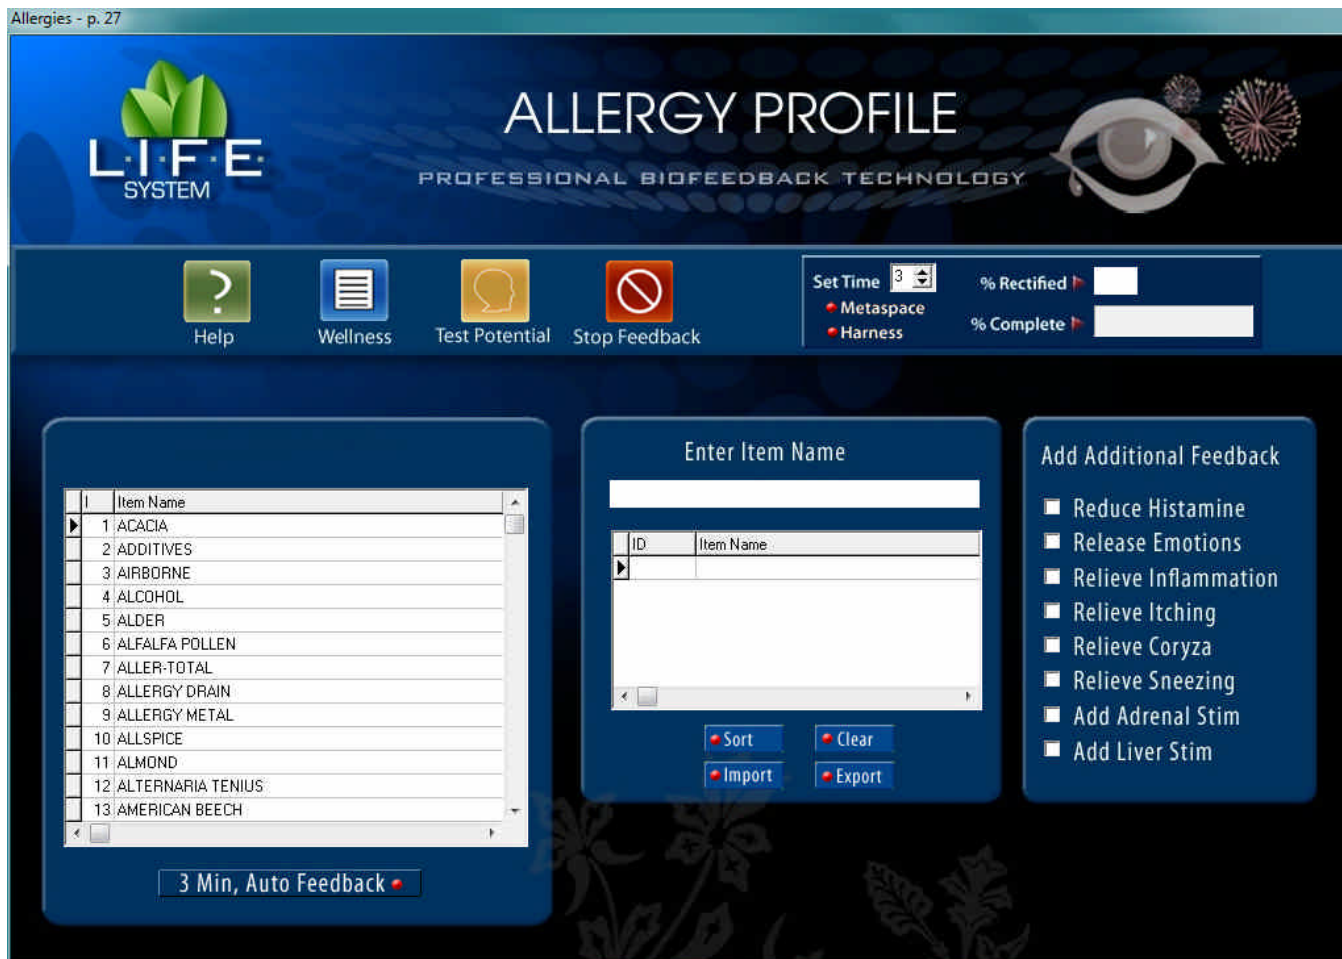 Allergies - p. 27
L·I·F·E·
SYSTEM
ALLERGY PROFILE
PROFESSIONAL BIOFEEDBACK TECHNOLOGY
?
Help
Wellness
Test Potential
Stop Feedback
Set Time 3
Metaspace
Harness
% Rectified
% Complete
I Item Name
1 ACACIA
2 ADDITIVES
3 AIRBORNE
4 ALCOHOL
5 ALDER
6 ALFALFA POLLEN
7 ALLER-TOTAL
8 ALLERGY DRAIN
9 ALLERGY METAL
10 ALLSPICE
11 ALMOND
12 ALTERNARIA TENIUS
13 AMERICAN BEECH
3 Min, Auto Feedback
Enter Item Name
ID Item Name
Sort Clear
Import Export
Add Additional Feedback
Reduce Histamine
Release Emotions
Relieve Inflammation
Relieve Itching
Relieve Coryza
Relieve Sneezing
Add Adrenal Stim
Add Liver Stim